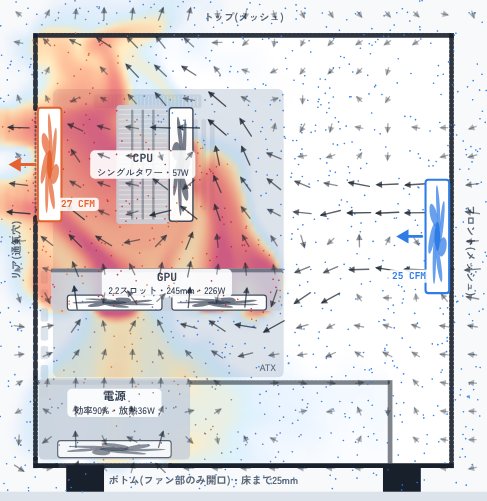 トップ(メッシュ)
CPU
シングルタワー・57W
27 CFM
リア(通気穴)
フロント(メッシュ)
25 CFM
GPU
2.2スロット・245mm・226W
ATX
電源
効率90%・放熱36W
ボトム(ファン部のみ開口)・床まで25mm